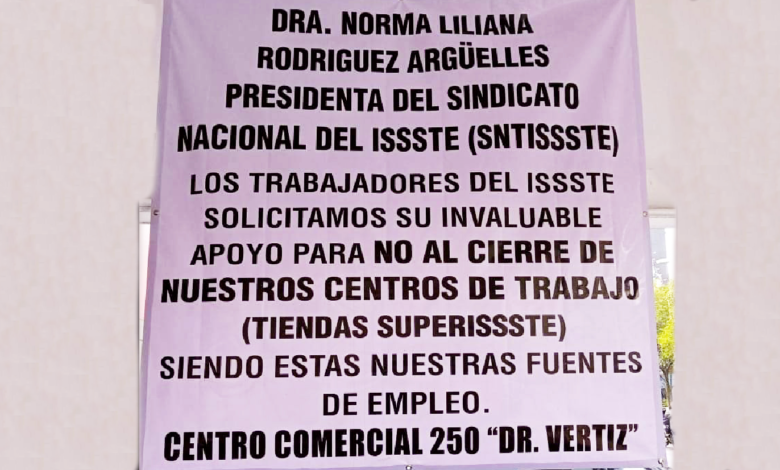 DRA. NORMA LILIANA
RODRIGUEZ ARGÜELLES
PRESIDENTA DEL SINDICATO
NACIONAL DEL ISSSTE (SNTISSSTE)
LOS TRABAJADORES DEL ISSSTE
SOLICITAMOS SU INVALUABLE
APOYO PARA NO AL CIERRE DE
NUESTROS CENTROS DE TRABAJO
(TIENDAS SUPERISSSTE)
SIENDO ESTAS NUESTRAS FUENTES
DE EMPLEO.
CENTRO COMERCIAL 250 “DR. VERTIZ”